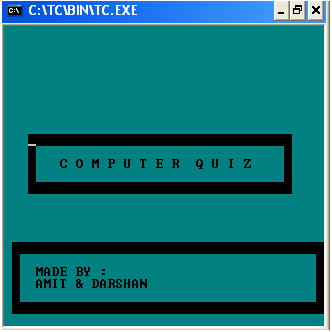 C:\TC\BIN\TC.EXE
C O M P U T E R  Q U I Z
MADE BY :
AMIT & DARSHAN